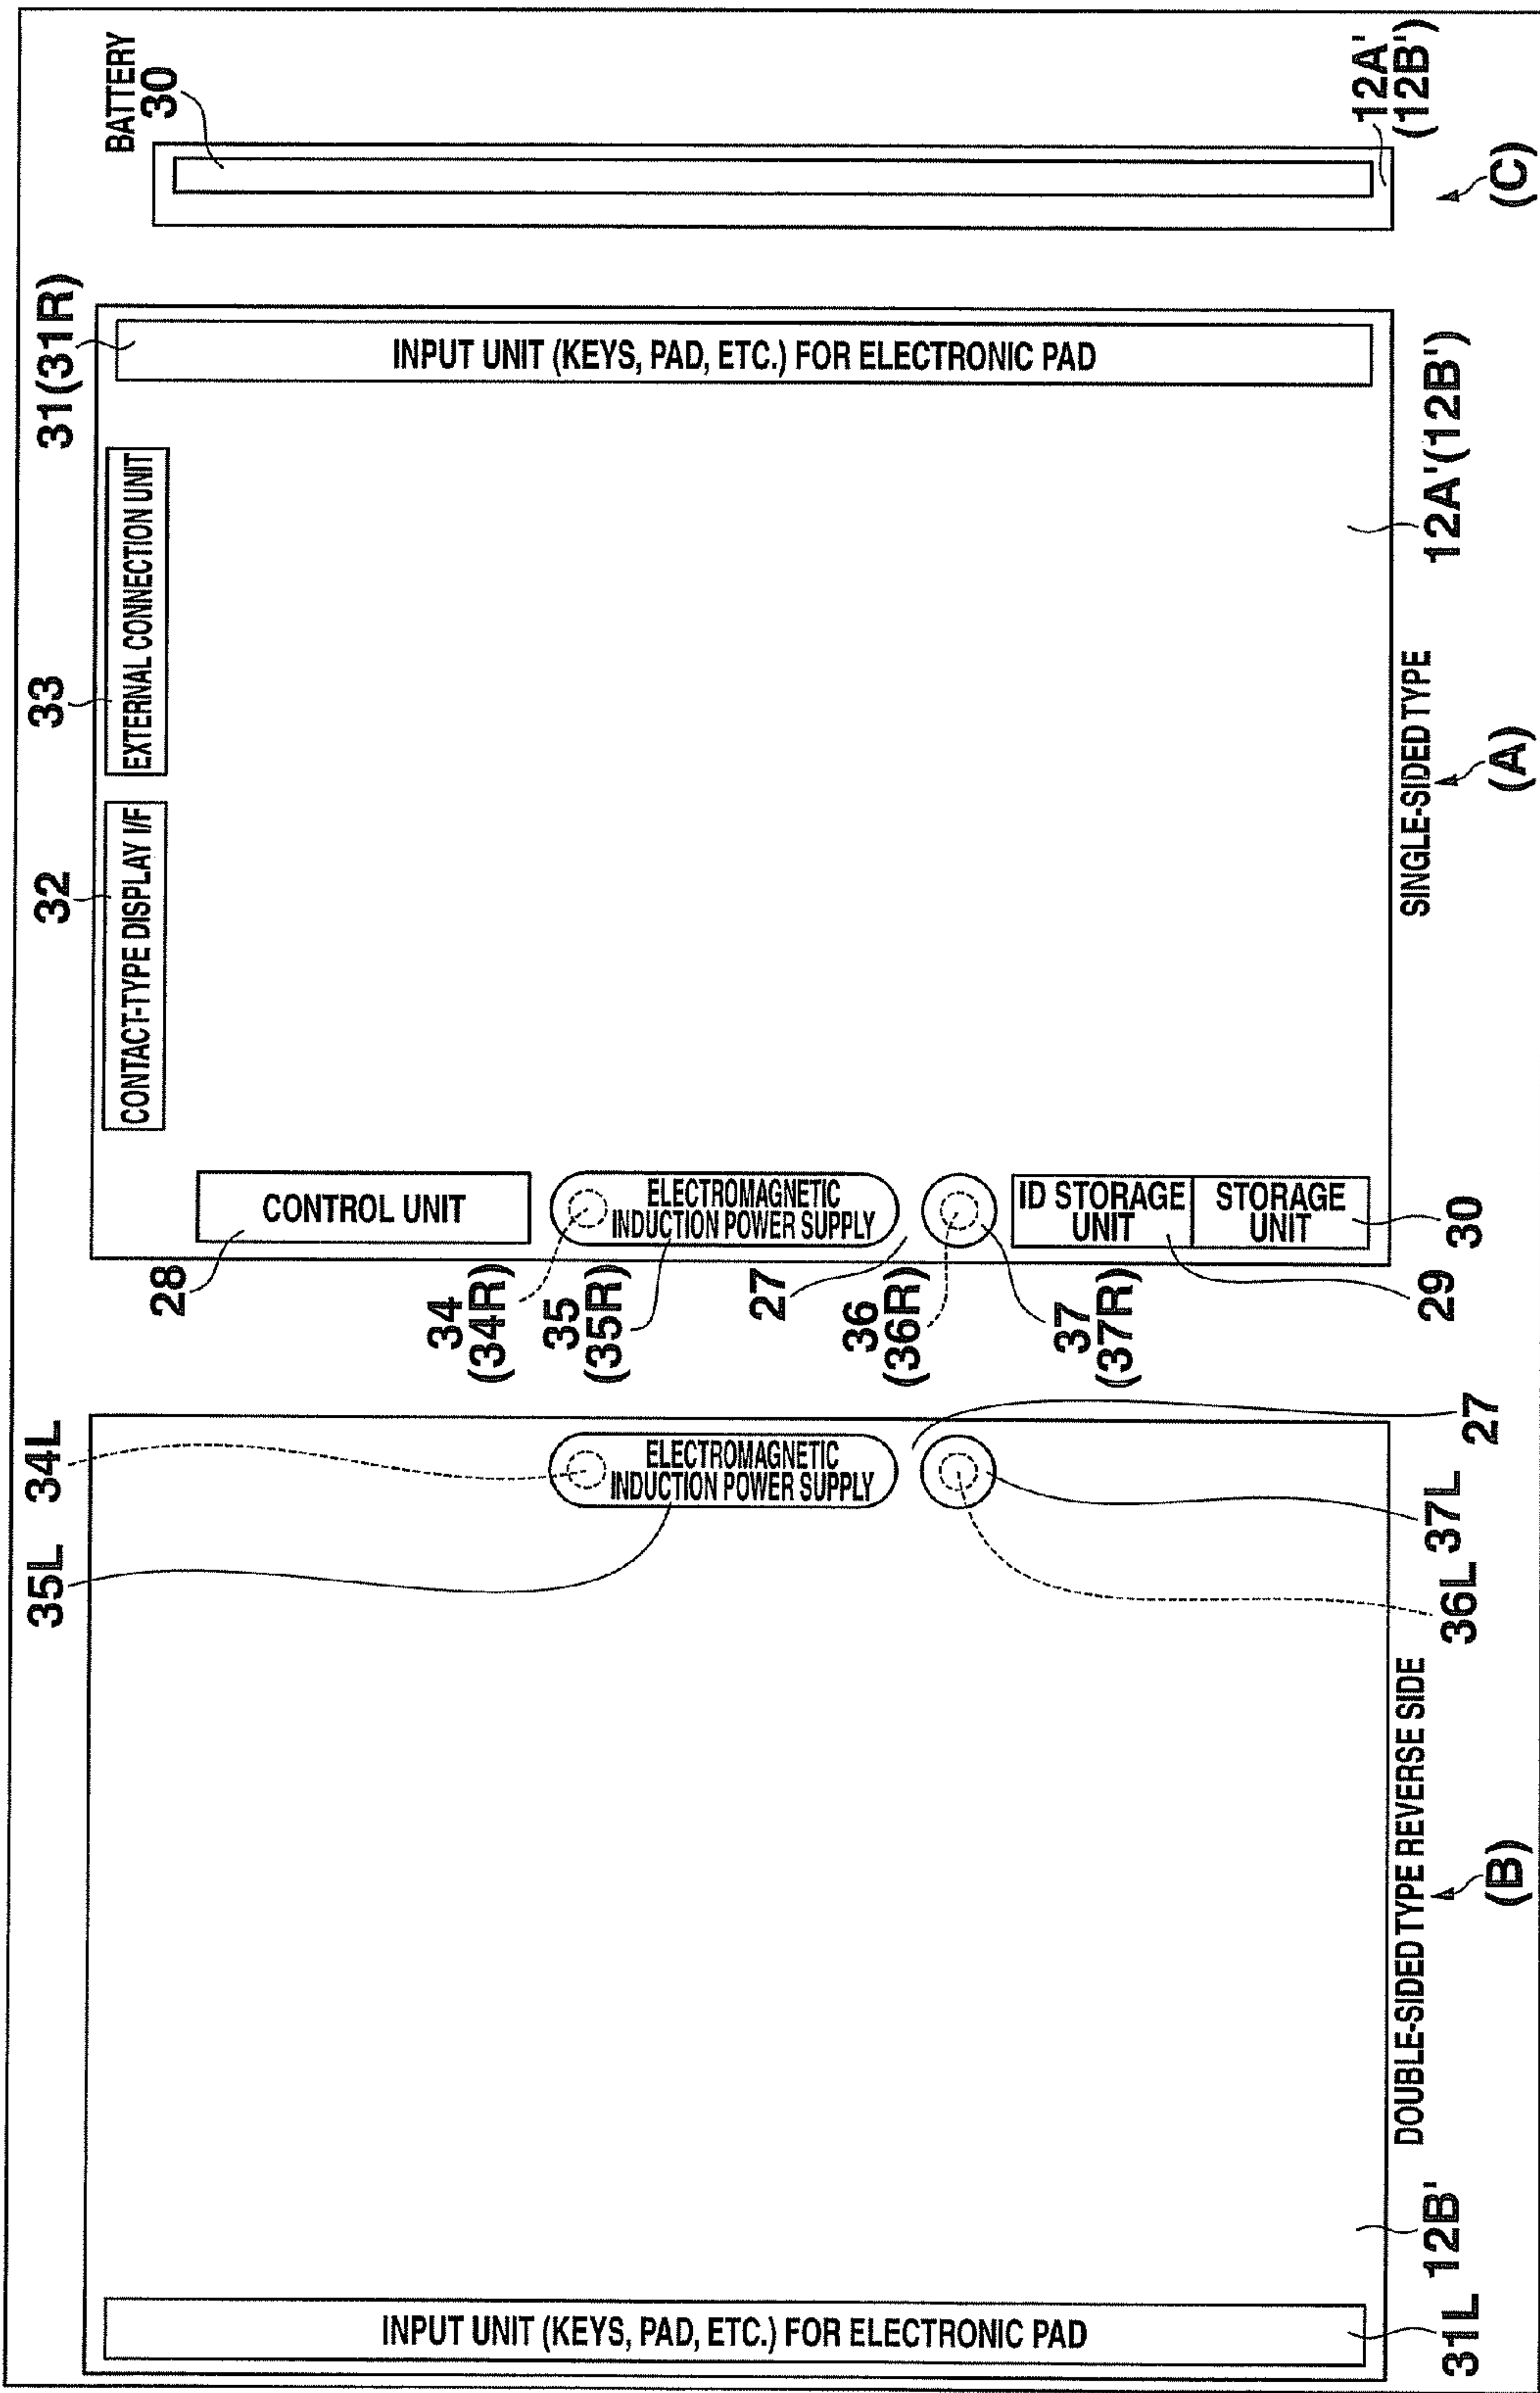 BATTERY
30
12A'
(12B')
(C)
31(31R)
INPUT UNIT (KEYS, PAD, ETC.) FOR ELECTRONIC PAD
33
EXTERNAL CONNECTION UNIT
32
CONTACT-TYPE DISPLAY I/F
12A'(12B')
SINGLE-SIDED TYPE
(A)
CONTROL UNIT
ELECTROMAGNETIC
INDUCTION POWER SUPPLY
ID STORAGE
UNIT
STORAGE
UNIT
28
34
(34R)
35
(35R)
27
36
(36R)
37
(37R)
29
30
34L
35L
ELECTROMAGNETIC
INDUCTION POWER SUPPLY
27
37L
36L
DOUBLE-SIDED TYPE REVERSE SIDE
(B)
12B'
31L
INPUT UNIT (KEYS, PAD, ETC.) FOR ELECTRONIC PAD